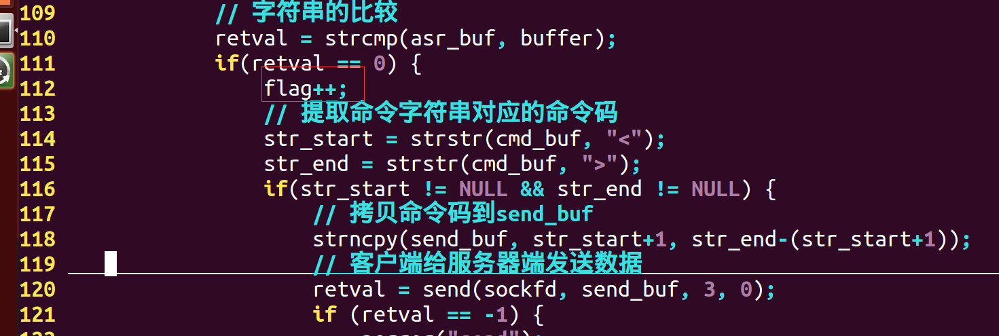 109 // 字符串的比较
110 retval = strcmp(asr_buf, buffer);
111 if(retval == 0) {
112 flag++;
113 // 提取命令字符串对应的命令码
114 str_start = strstr(cmd_buf, "<");
115 str_end = strstr(cmd_buf, ">");
116 if(str_start != NULL && str_end != NULL) {
117 // 拷贝命令码到send_buf
118 strncpy(send_buf, str_start+1, str_end-(str_start+1));
119 // 客户端给服务器端发送数据
120 retval = send(sockfd, send_buf, 3, 0);
121 if (retval == -1) {